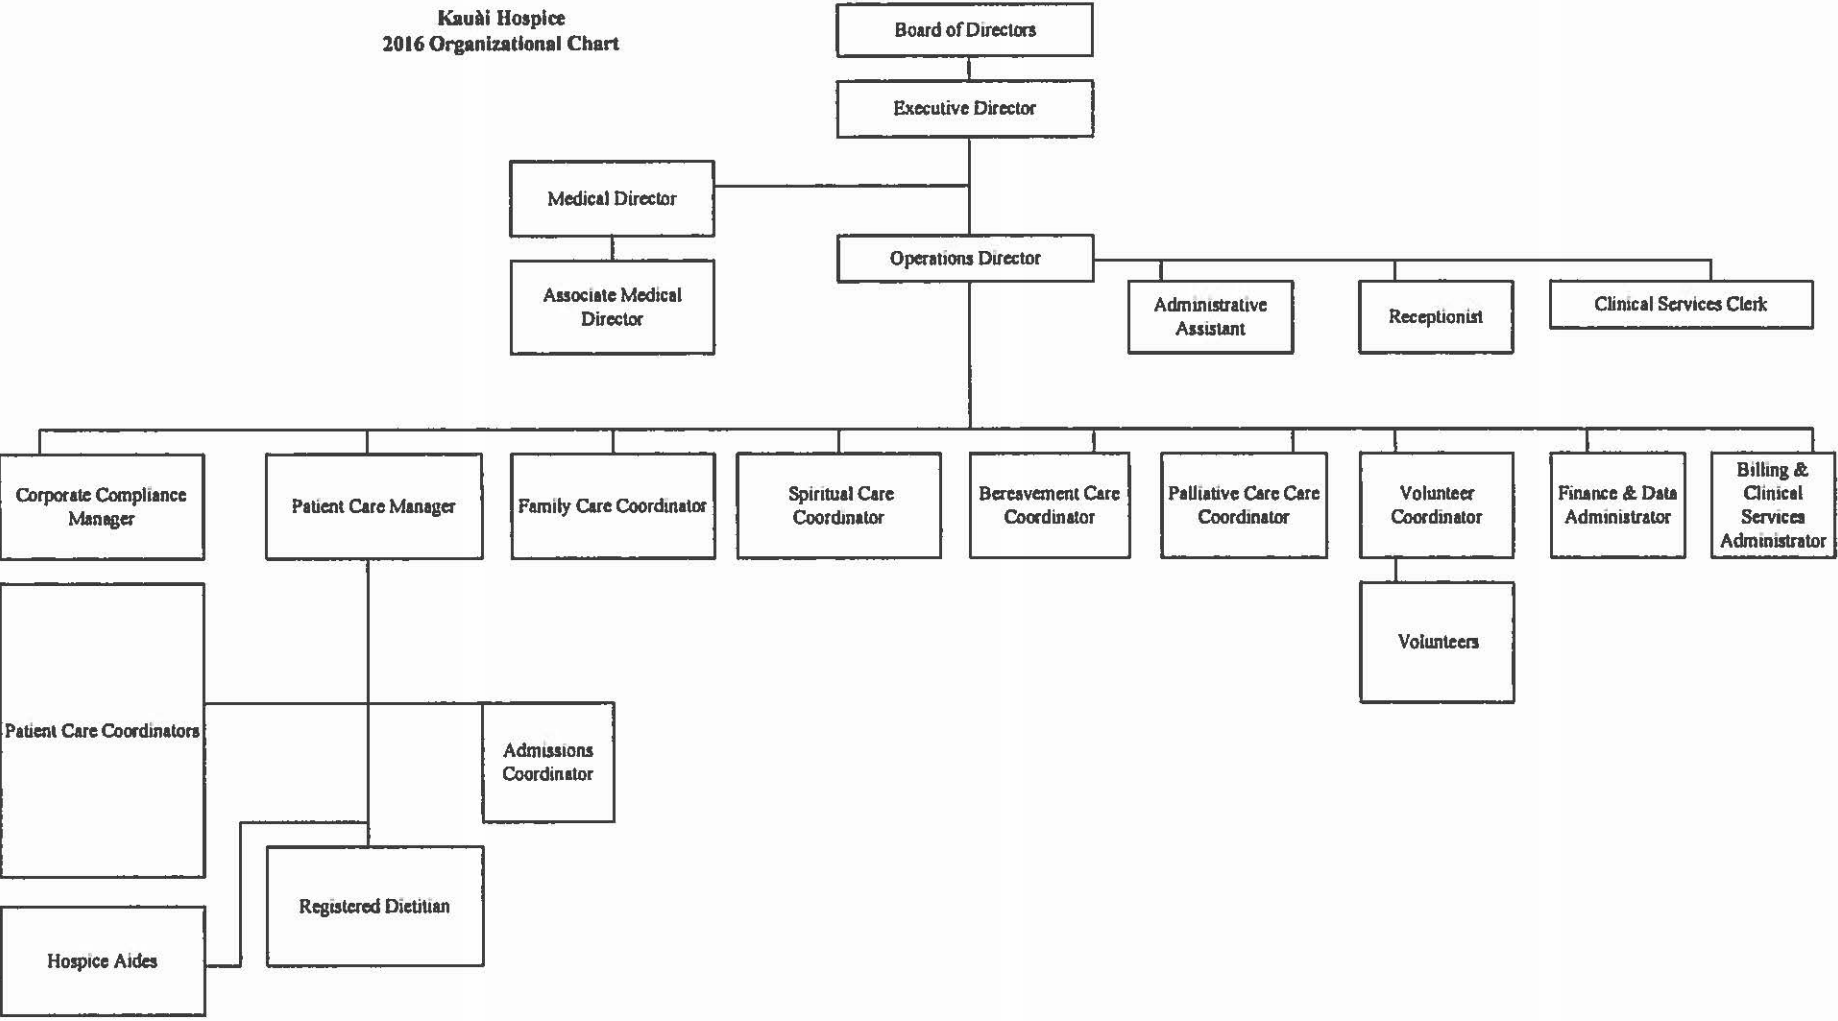 Kauài Hospice
2016 Organizational Chart
Board of Directors
Executive Director
Medical Director
Operations Director
Associate Medical
Director
Administrative
Assistant
Receptionist
Clinical Services Clerk
Corporate Compliance
Manager
Patient Care Manager
Family Care Coordinator
Spiritual Care
Coordinator
Bereavement Care
Coordinator
Palliative Care Care
Coordinator
Volunteer
Coordinator
Finance & Data
Administrator
Billing &
Clinical
Services
Administrator
Volunteers
Patient Care Coordinators
Admissions
Coordinator
Registered Dietitian
Hospice Aides